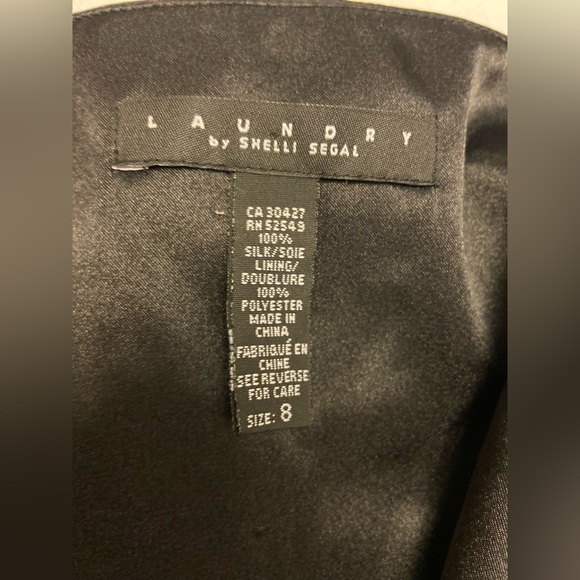 LAUNDRY
by SHELLI SEGAL
CA 30427
RN 52549
100%
SILK/SOIE
LINING/
DOUBLURE
100%
POLYESTER
MADE IN
CHINA
FABRIQUÉ EN
CHINE
SEE REVERSE
FOR CARE
SIZE: 8